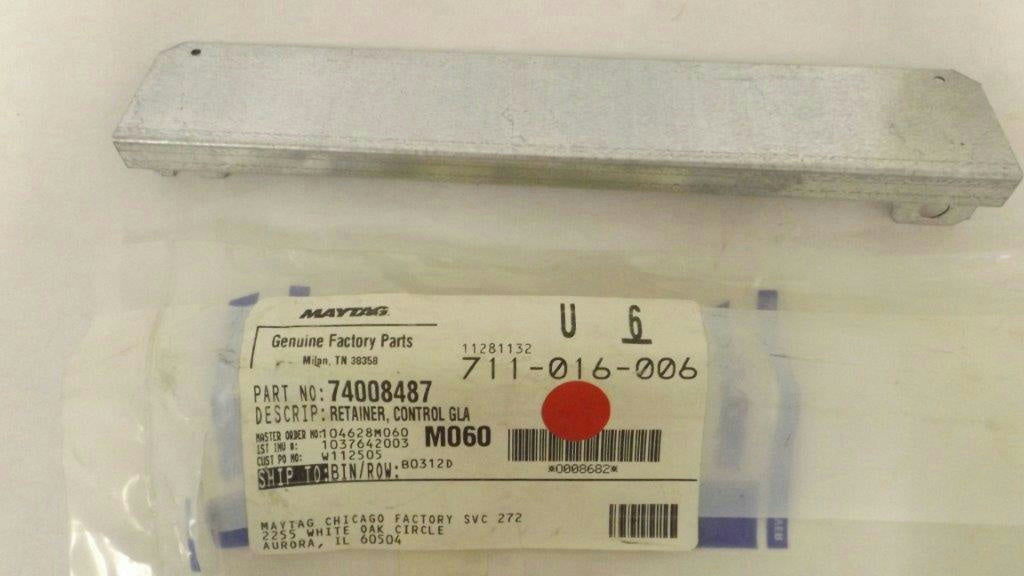 MAYTAG
U 6
Genuine Factory Parts
Milan, TN 38358
11281132
711-016-006
PART NO: 74008487
DESCRIP: RETAINER, CONTROL GLA
MASTER ORDER NO: 104628M060
M060
1ST INV #: 1037642003
CUST PO NO: W112505
*0008682*
SHIP TO: BIN/ROW: B0312D
MAYTAG CHICAGO FACTORY SVC 272
2255 WHITE OAK CIRCLE
AURORA, IL 60504